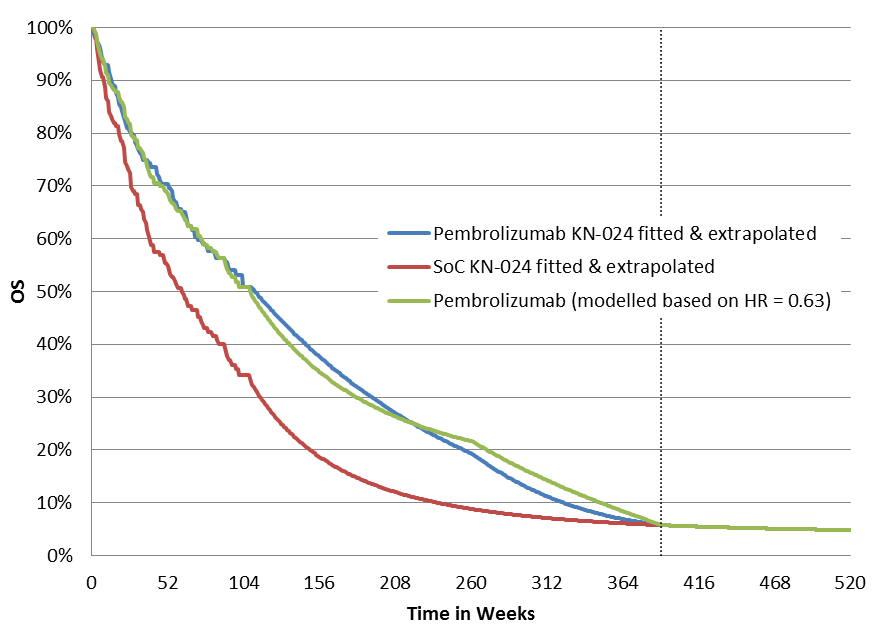 100%
90%
80%
70%
60%
50%
40%
30%
20%
10%
0%
OS
Pembrolizumab KN-024 fitted & extrapolated
SoC KN-024 fitted & extrapolated
Pembrolizumab (modelled based on HR = 0.63)
0 52 104 156 208 260 312 364 416 468 520
Time in Weeks